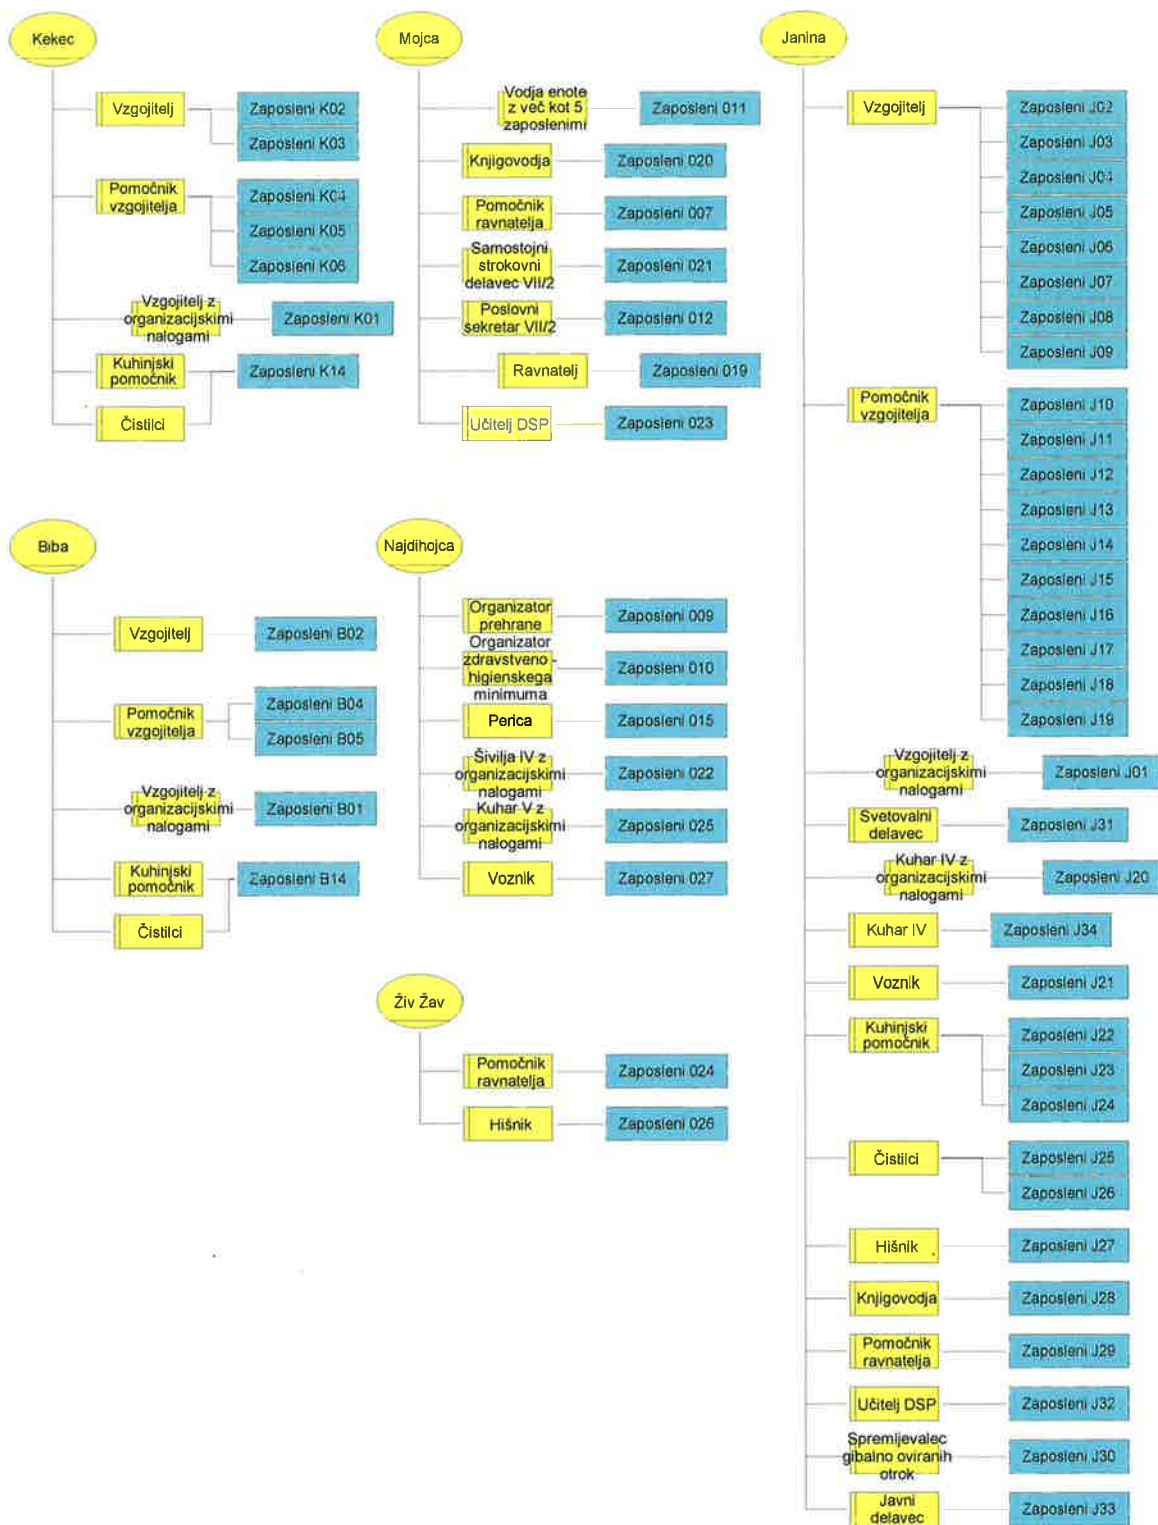 Kekec
Vzgojitelj
Zaposleni K02
Zaposleni K03
Pomočnik
vzgojitelja
Zaposleni K04
Zaposleni K05
Zaposleni K06
Vzgojitelj z
organizacijskimi
nalogami
Zaposleni K01
Kuhinjski
pomočnik
Zaposleni K14
Čistilci
Mojca
Vodja enote
z več kot 5
zaposlenimi
Zaposleni 011
Knjigovodja
Zaposleni 020
Pomočnik
ravnatelja
Zaposleni 007
Samostojni
strokovni
delavec VII/2
Zaposleni 021
Poslovni
sekretar VII/2
Zaposleni 012
Ravnatelj
Zaposleni 019
Učitelj DSP
Zaposleni 023
Biba
Vzgojitelj
Zaposleni B02
Pomočnik
vzgojitelja
Zaposleni B04
Zaposleni B05
Vzgojitelj z
organizacijskimi
nalogami
Zaposleni B01
Kuhinjski
pomočnik
Zaposleni B14
Čistilci
Najdihojca
Organizator
prehrane
Zaposleni 009
Organizator
zdravstveno -
higienskega
minimuma
Zaposleni 010
Perica
Zaposleni 015
Šivilja IV z
organizacijskimi
nalogami
Zaposleni 022
Kuhar V z
organizacijskimi
nalogami
Zaposleni 025
Voznik
Zaposleni 027
Živ Žav
Pomočnik
ravnatelja
Zaposleni 024
Hišnik
Zaposleni 026
Janina
Vzgojitelj
Zaposleni J02
Zaposleni J03
Zaposleni J04
Zaposleni J05
Zaposleni J06
Zaposleni J07
Zaposleni J08
Zaposleni J09
Pomočnik
vzgojitelja
Zaposleni J10
Zaposleni J11
Zaposleni J12
Zaposleni J13
Zaposleni J14
Zaposleni J15
Zaposleni J16
Zaposleni J17
Zaposleni J18
Zaposleni J19
Vzgojitelj z
organizacijskimi
nalogami
Zaposleni J01
Svetovalni
delavec
Zaposleni J31
Kuhar IV z
organizacijskimi
nalogami
Zaposleni J20
Kuhar IV
Zaposleni J34
Voznik
Zaposleni J21
Kuhinjski
pomočnik
Zaposleni J22
Zaposleni J23
Zaposleni J24
Čistilci
Zaposleni J25
Zaposleni J26
Hišnik
Zaposleni J27
Knjigovodja
Zaposleni J28
Pomočnik
ravnatelja
Zaposleni J29
Učitelj DSP
Zaposleni J32
Spremljevalec
gibalno oviranih
otrok
Zaposleni J30
Javni
delavec
Zaposleni J33